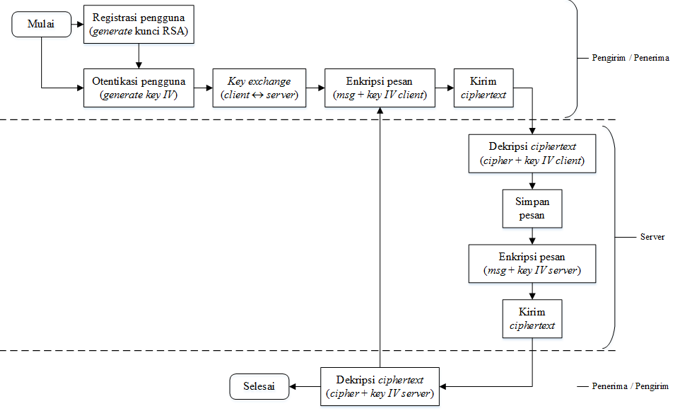 Mulai
Registrasi pengguna
(generate kunci RSA)
Pengirim / Penerima
Otentikasi pengguna
(generate key IV)
Key exchange
(client ↔ server)
Enkripsi pesan
(msg + key IV client)
Kirim
ciphertext
Dekripsi ciphertext
(cipher + key IV client)
Simpan
pesan
Server
Enkripsi pesan
(msg + key IV server)
Kirim
ciphertext
Selesai
Dekripsi ciphertext
(cipher + key IV server)
Penerima / Pengirim